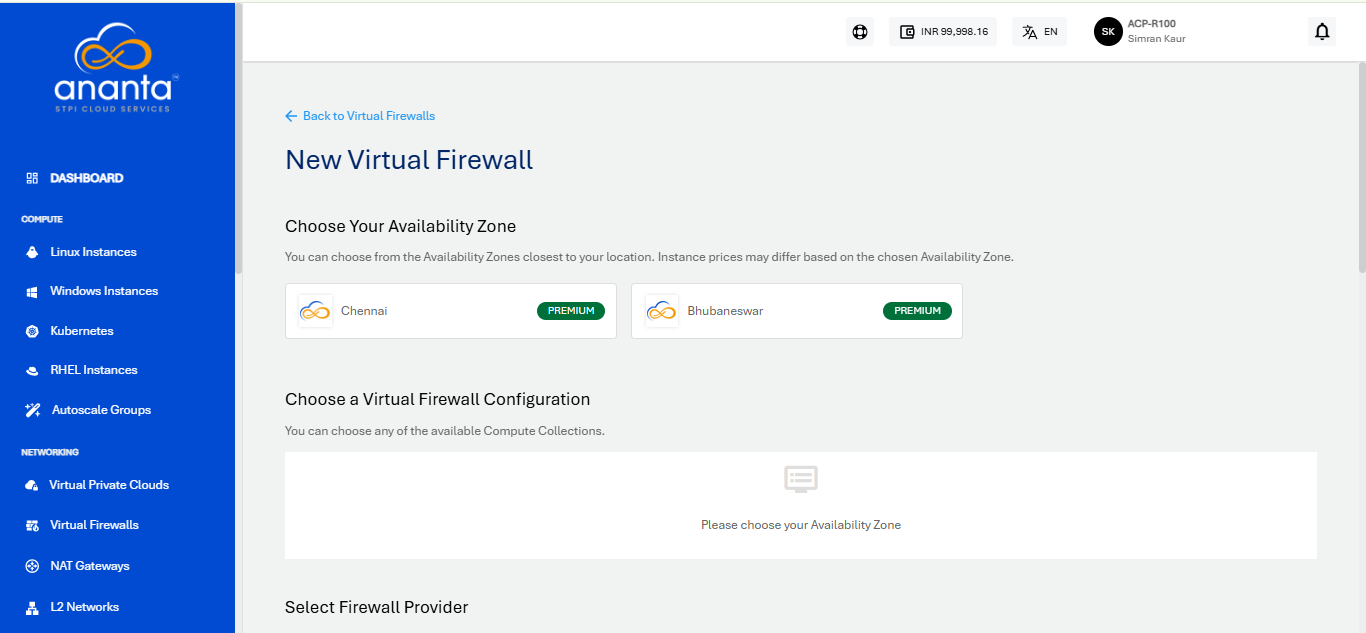 ananta
STPI CLOUD SERVICES
DASHBOARD
COMPUTE
Linux Instances
Windows Instances
Kubernetes
RHEL Instances
Autoscale Groups
NETWORKING
Virtual Private Clouds
Virtual Firewalls
NAT Gateways
L2 Networks
INR 99,998.16
EN
SK
ACP-R100
Simran Kaur
Back to Virtual Firewalls
New Virtual Firewall
Choose Your Availability Zone
You can choose from the Availability Zones closest to your location. Instance prices may differ based on the chosen Availability Zone.
Chennai PREMIUM
Bhubaneswar PREMIUM
Choose a Virtual Firewall Configuration
You can choose any of the available Compute Collections.
Please choose your Availability Zone
Select Firewall Provider